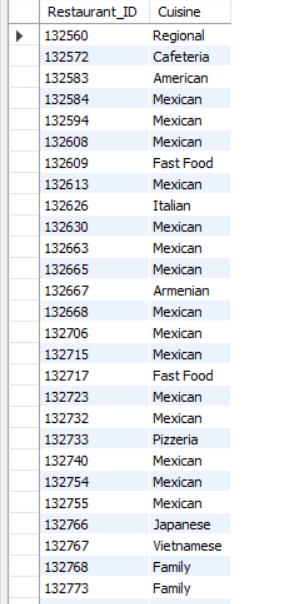 Restaurant_ID Cuisine
132560 Regional
132572 Cafeteria
132583 American
132584 Mexican
132594 Mexican
132608 Mexican
132609 Fast Food
132613 Mexican
132626 Italian
132630 Mexican
132663 Mexican
132665 Mexican
132667 Armenian
132668 Mexican
132706 Mexican
132715 Mexican
132717 Fast Food
132723 Mexican
132732 Mexican
132733 Pizzeria
132740 Mexican
132754 Mexican
132755 Mexican
132766 Japanese
132767 Vietnamese
132768 Family
132773 Family